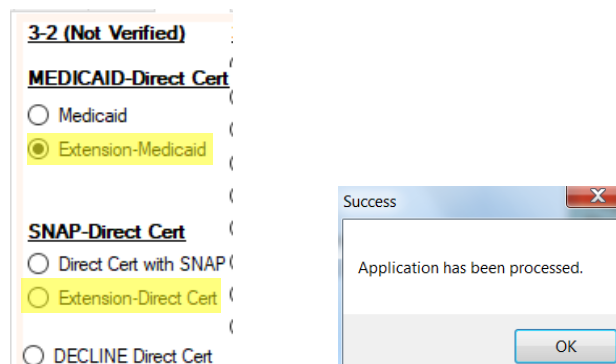 3-2 (Not Verified)
MEDICAID-Direct Cert
Medicaid
Extension-Medicaid
SNAP-Direct Cert
Direct Cert with SNAP
Extension-Direct Cert
DECLINE Direct Cert
Success
X
Application has been processed.
OK